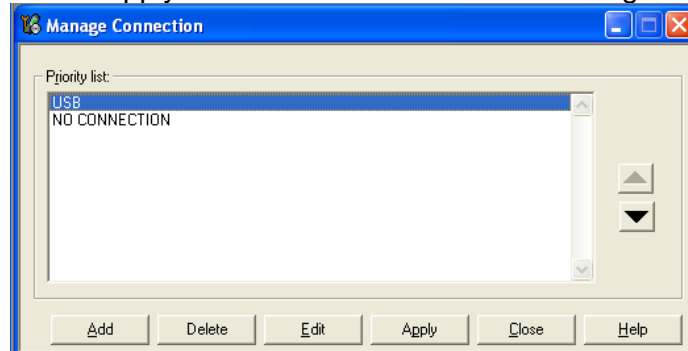 Manage Connection
Priority list:
USB
NO CONNECTION
Add Delete Edit Apply Close Help